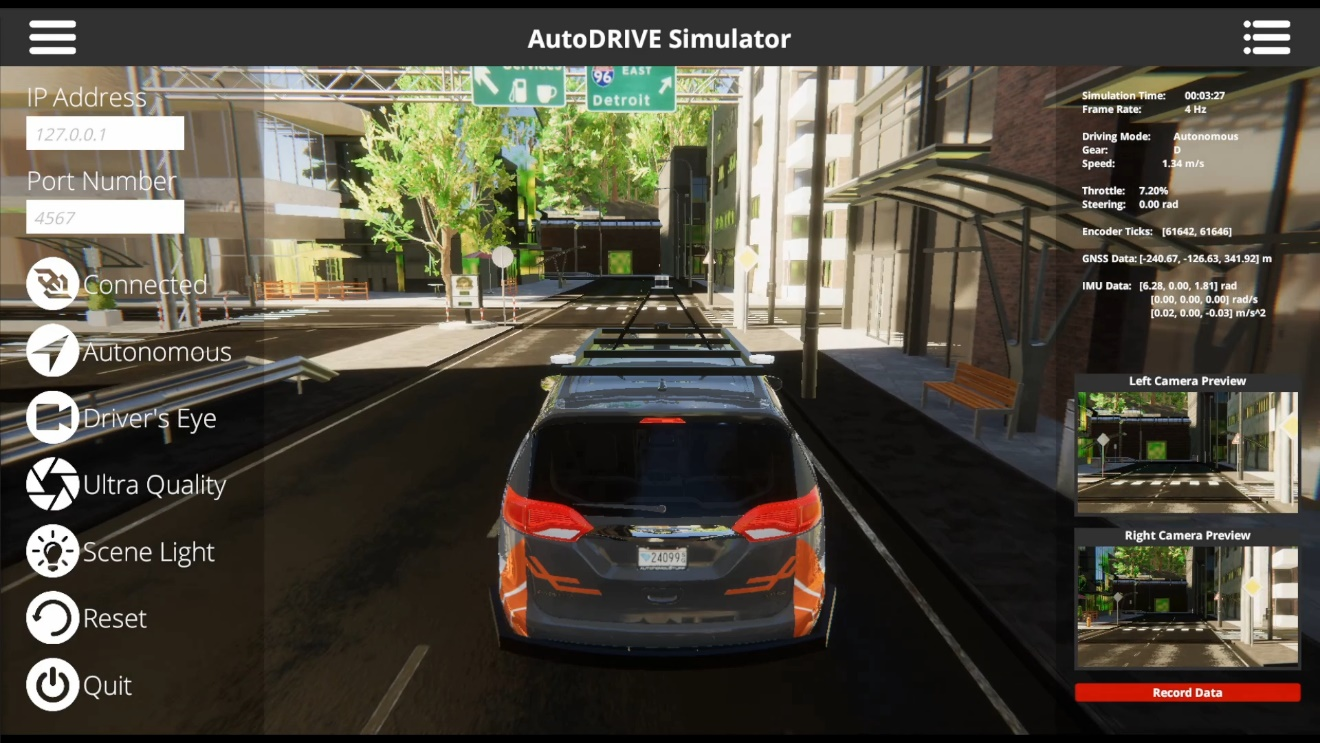 AutoDRIVE Simulator
IP Address
127.0.0.1
Port Number
4567
Connected
Autonomous
Driver's Eye
Ultra Quality
Scene Light
Reset
Quit
Services
96 EAST
Detroit
24099
Simulation Time: 00:03:27
Frame Rate: 4 Hz
Driving Mode: Autonomous
Gear: D
Speed: 1.34 m/s
Throttle: 7.20%
Steering: 0.00 rad
Encoder Ticks: [61642, 61646]
GNSS Data: [-240.67, -126.63, 341.92] m
IMU Data: [6.28, 0.00, 1.81] rad
[0.00, 0.00, 0.00] rad/s
[0.02, 0.00, -0.03] m/s^2
Left Camera Preview
Right Camera Preview
Record Data